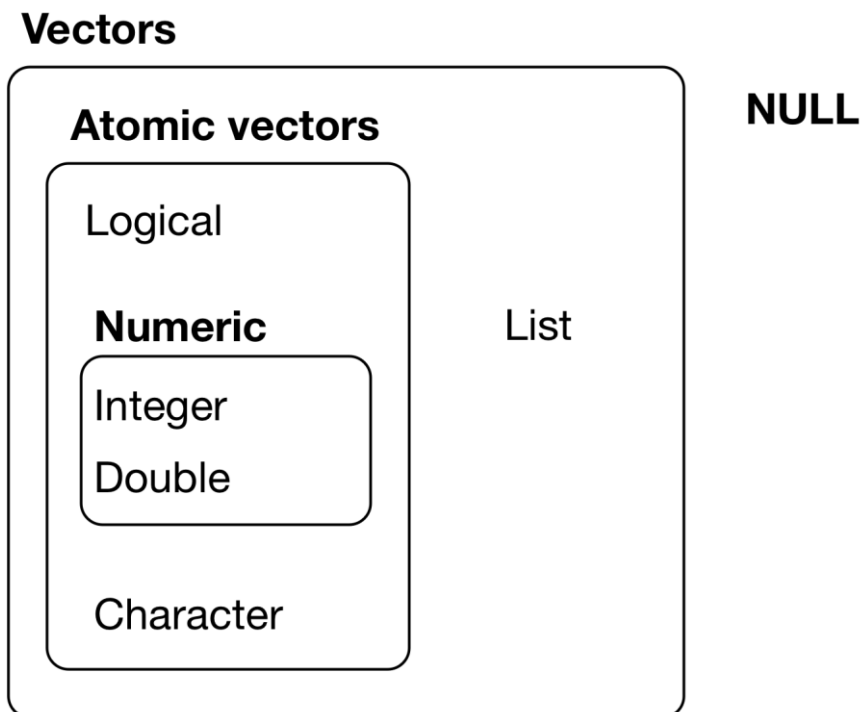 Vectors
NULL
Atomic vectors
Logical
Numeric
List
Integer
Double
Character